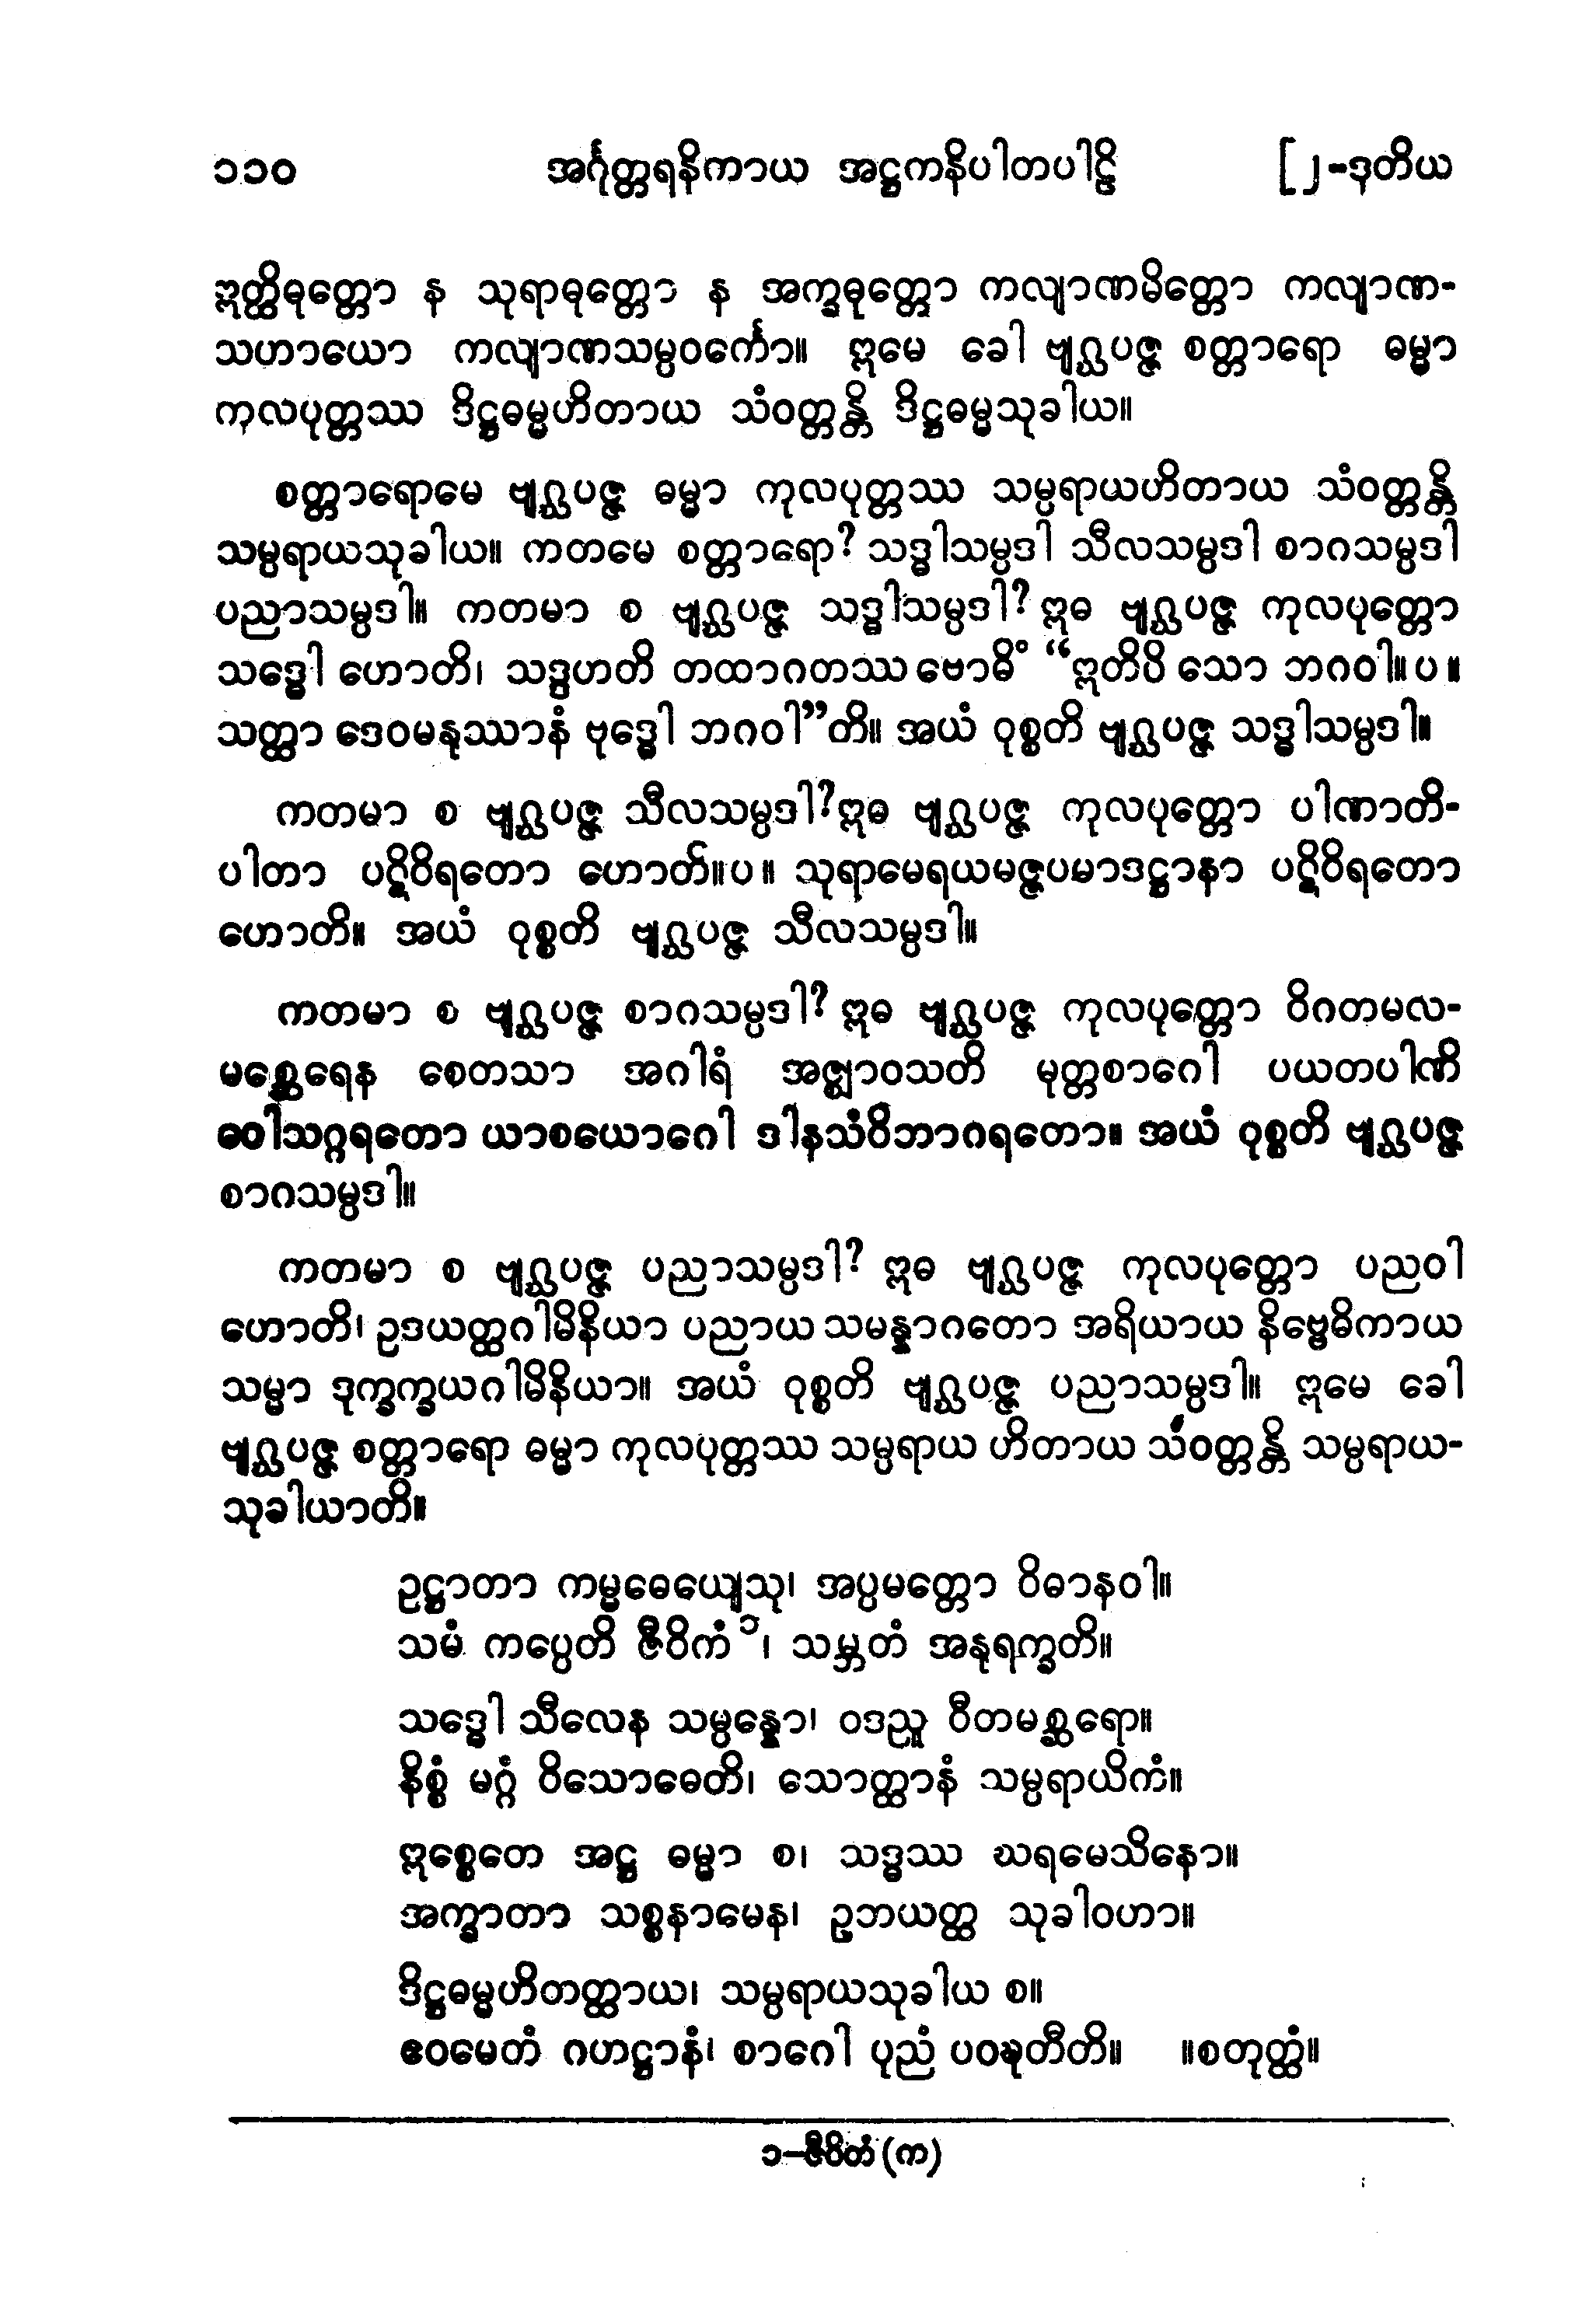 ၁၁၀ အင်္ဂုတ္တရနိကာယ အဋ္ဌကနိပါတပါဠိ [၂-ဒုတိယ
ဣတ္ထိဓုတ္တော န သုရာဓုတ္တော န အက္ခဓုတ္တော ကလျာဏမိတ္တော ကလျာဏ-
သဟာယော ကလျာဏသမ္ပဝင်္ကော။ ဣမေ ခေါ ဗျဂ္ဃပဇ္ဇ စတ္တာရော ဓမ္မာ
ကုလပုတ္တဿ ဒိဋ္ဌဓမ္မဟိတာယ သံဝတ္တန္တိ ဒိဋ္ဌဓမ္မသုခါယ။
စတ္တာရောမေ ဗျဂ္ဃပဇ္ဇ ဓမ္မာ ကုလပုတ္တဿ သမ္ပရာယဟိတာယ သံဝတ္တန္တိ
သမ္ပရာယသုခါယ။ ကတမေ စတ္တာရော? သဒ္ဓါသမ္ပဒါ သီလသမ္ပဒါ စာဂသမ္ပဒါ
ပညာသမ္ပဒါ။ ကတမာ စ ဗျဂ္ဃပဇ္ဇ သဒ္ဓါသမ္ပဒါ? ဣဓ ဗျဂ္ဃပဇ္ဇ ကုလပုတ္တော
သဒ္ဓေါ ဟောတိ၊ သဒ္ဒဟတိ တထာဂတဿ ဗောဓိံ “ဣတိပိ သော ဘဂဝါ။ပ။
သတ္ထာ ဒေဝမနုဿာနံ ဗုဒ္ဓေါ ဘဂဝါ”တိ။ အယံ ဝုစ္စတိ ဗျဂ္ဃပဇ္ဇ သဒ္ဓါသမ္ပဒါ။
ကတမာ စ ဗျဂ္ဃပဇ္ဇ သီလသမ္ပဒါ?ဣဓ ဗျဂ္ဃပဇ္ဇ ကုလပုတ္တော ပါဏာတိ-
ပါတာ ပဋိဝိရတော ဟောတိ။ပ။ သုရာမေရယမဇ္ဇပမာဒဋ္ဌာနာ ပဋိဝိရတော
ဟောတိ။ အယံ ဝုစ္စတိ ဗျဂ္ဃပဇ္ဇ သီလသမ္ပဒါ။
ကတမာ စ ဗျဂ္ဃပဇ္ဇ စာဂသမ္ပဒါ? ဣဓ ဗျဂ္ဃပဇ္ဇ ကုလပုတ္တော ဝိဂတမလ-
မစ္ဆေရေန စေတသာ အဂါရံ အဇ္ဈာဝသတိ မုတ္တစာဂေါ ပယတပါဏိ
ဝေါသဂ္ဂရတော ယာစယောဂေါ ဒါနသံဝိဘာဂရတော။ အယံ ဝုစ္စတိ ဗျဂ္ဃပဇ္ဇ
စာဂသမ္ပဒါ။
ကတမာ စ ဗျဂ္ဃပဇ္ဇ ပညာသမ္ပဒါ? ဣဓ ဗျဂ္ဃပဇ္ဇ ကုလပုတ္တော ပညဝါ
ဟောတိ၊ ဥဒယတ္ထဂါမိနိယာ ပညာယ သမန္နာဂတော အရိယာယ နိဗ္ဗေဓိကာယ
သမ္မာ ဒုက္ခက္ခယဂါမိနိယာ။ အယံ ဝုစ္စတိ ဗျဂ္ဃပဇ္ဇ ပညာသမ္ပဒါ။ ဣမေ ခေါ
ဗျဂ္ဃပဇ္ဇ စတ္တာရော ဓမ္မာ ကုလပုတ္တဿ သမ္ပရာယ ဟိတာယ သံဝတ္တန္တိ သမ္ပရာယ-
သုခါယာတိ။
ဥဋ္ဌာတာ ကမ္မဓေယျေသု၊ အပ္ပမတ္တော ဝိဓာနဝါ။
သမံ ကပ္ပေတိ ဇီဝိကံ ၁၊ သမ္ဘတံ အနုရက္ခတိ။
သဒ္ဓေါ သီလေန သမ္ပန္နော၊ ဝဒညူ ဝီတမစ္ဆရော။
နိစ္စံ မဂ္ဂံ ဝိသောဓေတိ၊ သောတ္ထာနံ သမ္ပရာယိကံ။
ဣစ္စေတေ အဋ္ဌ ဓမ္မာ စ၊ သဒ္ဓဿ ဃရမေသိနော။
အက္ခာတာ သစ္စနာမေန၊ ဥဘယတ္ထ သုခါဝဟာ။
ဒိဋ္ဌဓမ္မဟိတတ္ထာယ၊ သမ္ပရာယသုခါယ စ။
ဧဝမေတံ ဂဟဋ္ဌာနံ၊ စာဂေါ ပုညံ ပဝဍ္ဎတီတိ။ ။စတုတ္ထံ။
၁-ဇီဝိတံ (က)